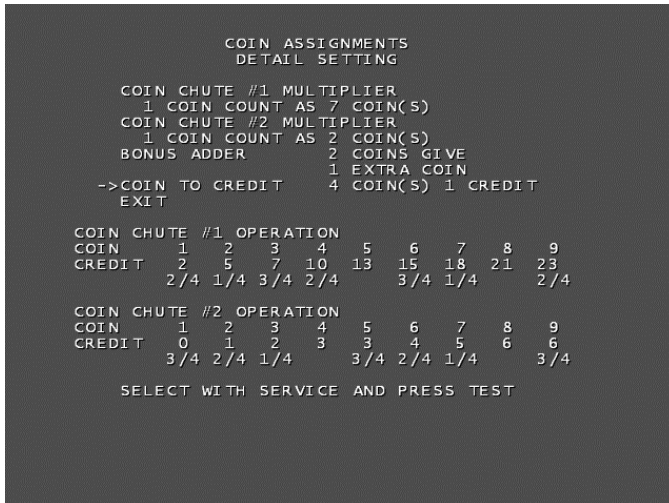 COIN ASSIGNMENTS
DETAIL SETTING
COIN CHUTE #1 MULTIPLIER
1 COIN COUNT AS 7 COIN(S)
COIN CHUTE #2 MULTIPLIER
1 COIN COUNT AS 2 COIN(S)
BONUS ADDER 2 COINS GIVE
1 EXTRA COIN
->COIN TO CREDIT 4 COIN(S) 1 CREDIT
EXIT
COIN CHUTE #1 OPERATION
COIN 1 2 3 4 5 6 7 8 9
CREDIT 2 5 7 10 13 15 18 21 23
2/4 1/4 3/4 2/4 3/4 1/4 2/4
COIN CHUTE #2 OPERATION
COIN 1 2 3 4 5 6 7 8 9
CREDIT 0 1 2 3 3 4 5 6 6
3/4 2/4 1/4 3/4 2/4 1/4 3/4
SELECT WITH SERVICE AND PRESS TEST